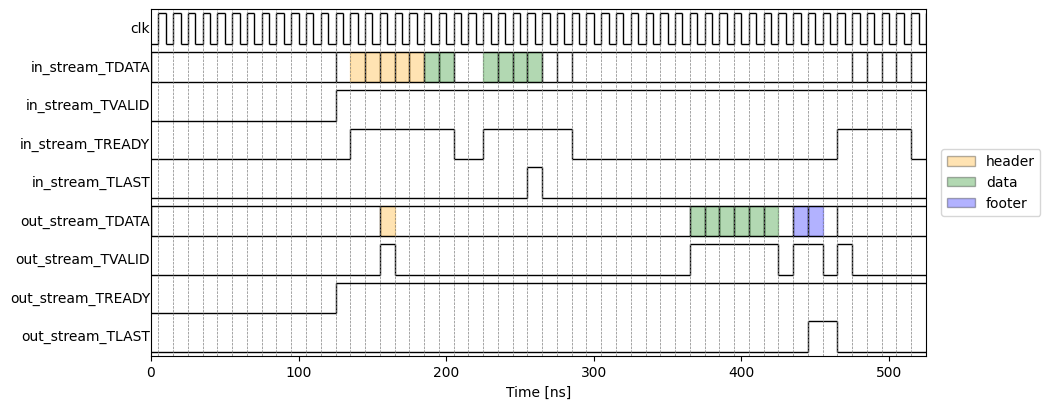 clk
in_stream_TDATA
in_stream_TVALID
in_stream_TREADY
in_stream_TLAST
out_stream_TDATA
out_stream_TVALID
out_stream_TREADY
out_stream_TLAST
header
data
footer
0 100 200 300 400 500
Time [ns]